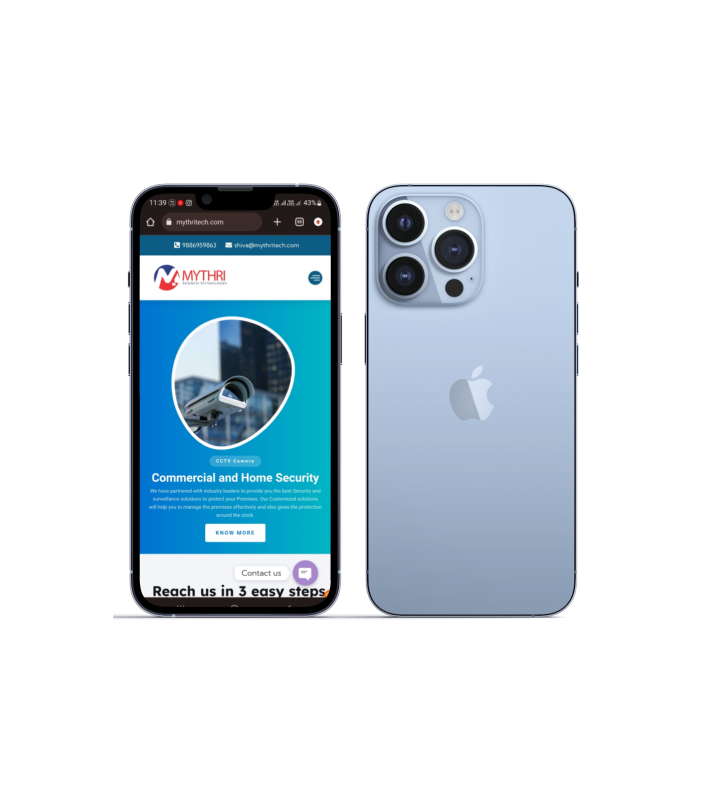 11:39
43%
mythritech.com
9886959863 shiva@mythritech.com
MYTHRI
CCTV Camera
Commercial and Home Security
We have partnered with industry leaders to provide you the best Security and
surveillance solutions to protect your Premises. Our Customized solutions
will help you to manage the premises effectively and also gives the protection
around the clock.
KNOW MORE
Contact us
Reach us in 3 easy steps